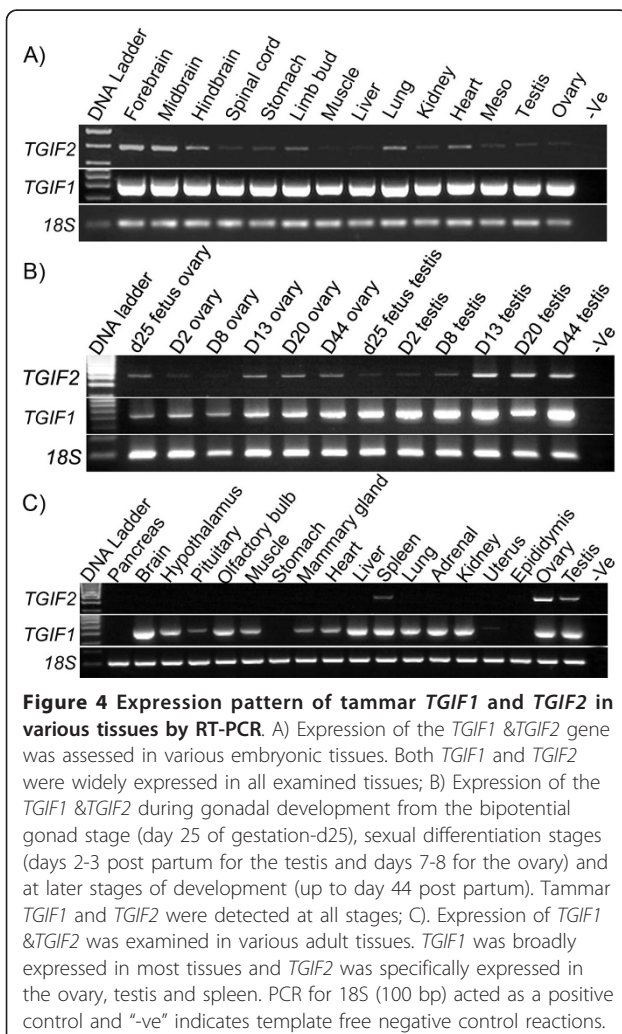 A)
DNA Ladder Forebrain Midbrain Hindbrain Spinal cord Stomach Limb bud Muscle Liver Lung Kidney Heart Meso Testis Ovary -Ve
TGIF2
TGIF1
18S
B)
DNA ladder d25 fetus ovary D2 ovary D8 ovary D13 ovary D20 ovary D44 ovary d25 fetus testis D2 testis D8 testis D13 testis D20 testis D44 testis -Ve
TGIF2
TGIF1
18S
C)
DNA Ladder Pancreas Brain Hypothalamus Pituitary Olfactory bulb Muscle Stomach Mammary gland Heart Liver Spleen Lung Adrenal Kidney Uterus Epididymis Ovary Testis -Ve
TGIF2
TGIF1
18S
Figure 4 Expression pattern of tammar TGIF1 and TGIF2 in
various tissues by RT-PCR. A) Expression of the TGIF1 &TGIF2 gene
was assessed in various embryonic tissues. Both TGIF1 and TGIF2
were widely expressed in all examined tissues; B) Expression of the
TGIF1 &TGIF2 during gonadal development from the bipotential
gonad stage (day 25 of gestation-d25), sexual differentiation stages
(days 2-3 post partum for the testis and days 7-8 for the ovary) and
at later stages of development (up to day 44 post partum). Tammar
TGIF1 and TGIF2 were detected at all stages; C). Expression of TGIF1
&TGIF2 was examined in various adult tissues. TGIF1 was broadly
expressed in most tissues and TGIF2 was specifically expressed in
the ovary, testis and spleen. PCR for 18S (100 bp) acted as a positive
control and "-ve" indicates template free negative control reactions.